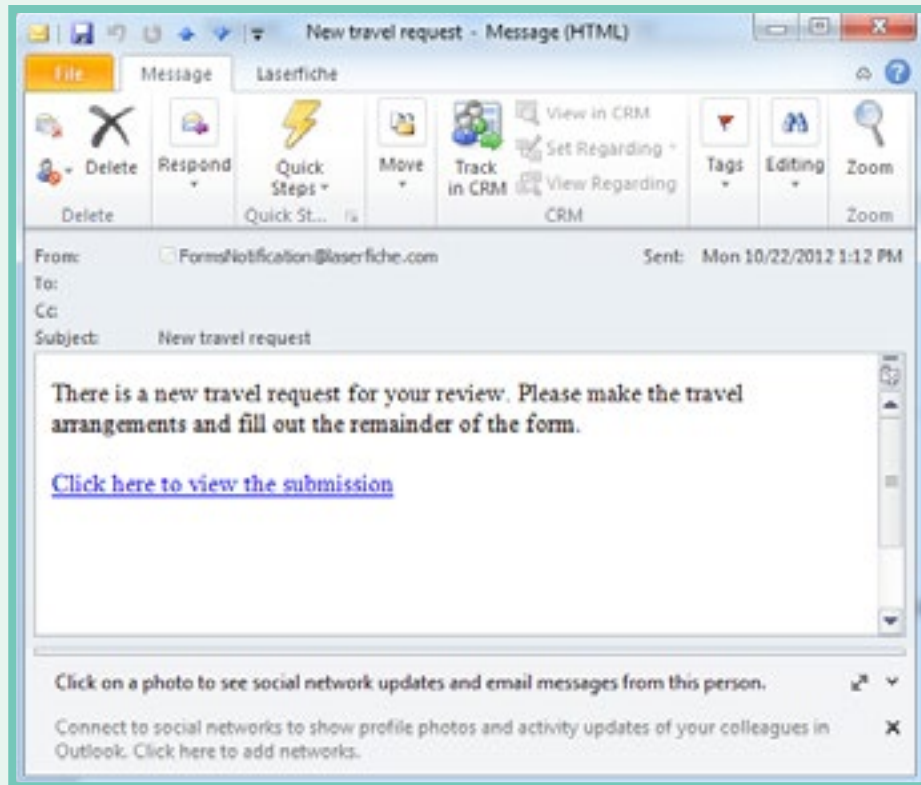 New travel request - Message (HTML)
File Message Laserfiche
Delete
Respond
Quick Steps
Move
Track in CRM
View in CRM
Set Regarding
View Regarding
Tags
Editing
Zoom
Delete Quick St... CRM Zoom
From: FormsNotification@laserfiche.com Sent: Mon 10/22/2012 1:12 PM
To:
Cc:
Subject: New travel request
There is a new travel request for your review. Please make the travel
arrangements and fill out the remainder of the form.
Click here to view the submission
Click on a photo to see social network updates and email messages from this person.
Connect to social networks to show profile photos and activity updates of your colleagues in
Outlook. Click here to add networks.